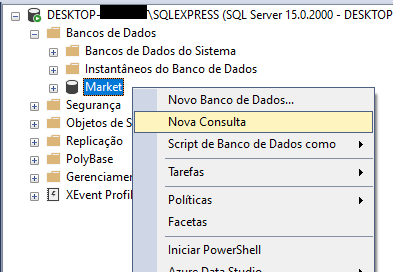 DESKTOP-\SQLEXPRESS (SQL Server 15.0.2000 - DESKTOP
Bancos de Dados
Bancos de Dados do Sistema
Instantâneos do Banco de Dados
Market
Segurança
Objetos de S
Replicação
PolyBase
Gerenciamen
XEvent Profil
Novo Banco de Dados...
Nova Consulta
Script de Banco de Dados como
Tarefas
Políticas
Facetas
Iniciar PowerShell
Azure Data Studio